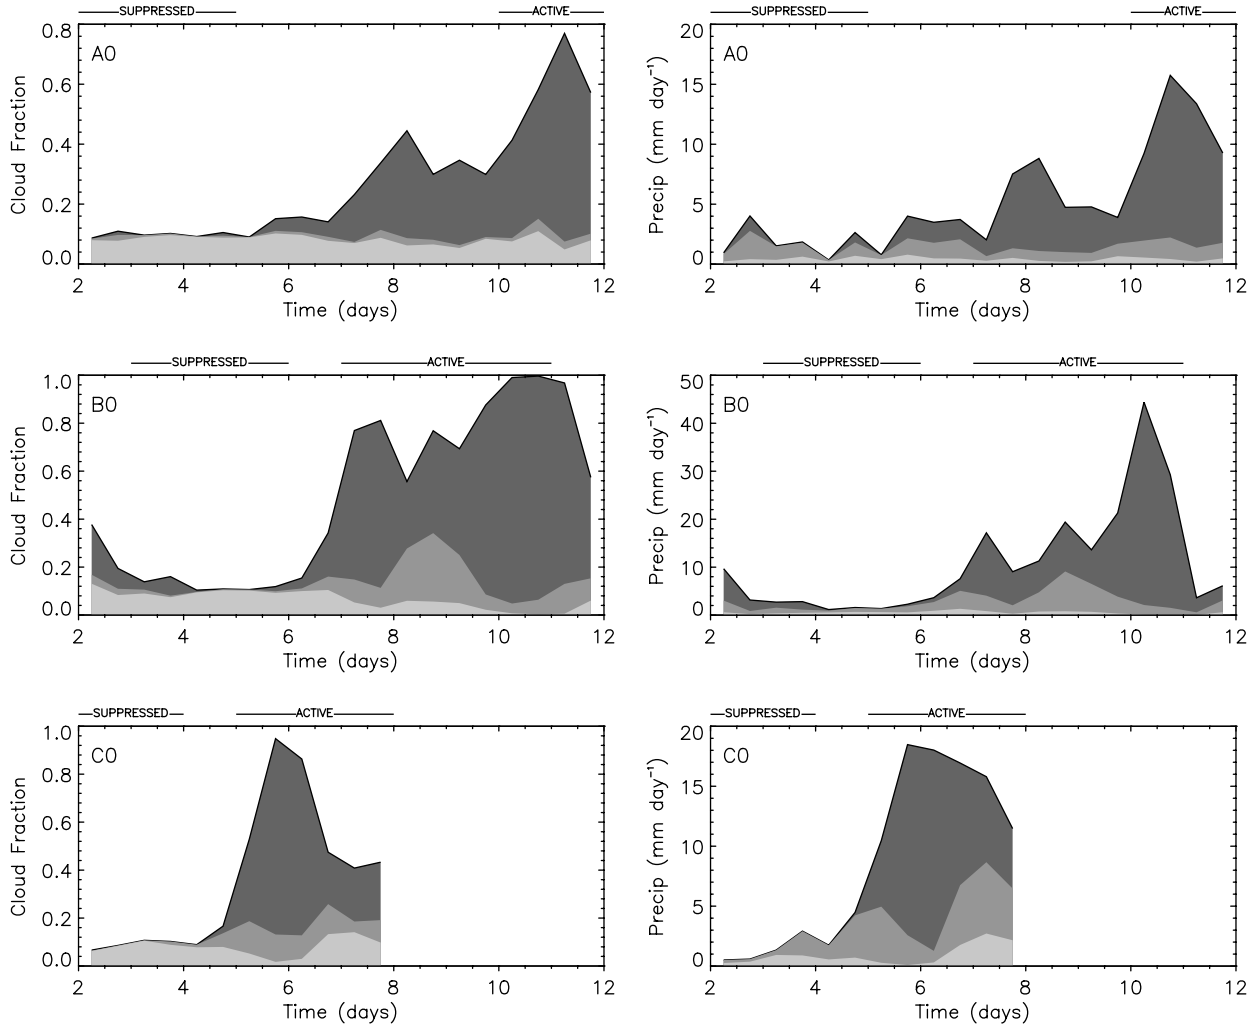 SUPPRESSED ACTIVE
A0
Cloud Fraction
0.8
0.6
0.4
0.2
0.0
2 4 6 8 10 12
Time (days)
SUPPRESSED ACTIVE
A0
Precip (mm day⁻¹)
20
15
10
5
0
2 4 6 8 10 12
Time (days)
SUPPRESSED ACTIVE
B0
Cloud Fraction
1.0
0.8
0.6
0.4
0.2
0.0
2 4 6 8 10 12
Time (days)
SUPPRESSED ACTIVE
B0
Precip (mm day⁻¹)
50
40
30
20
10
0
2 4 6 8 10 12
Time (days)
SUPPRESSED ACTIVE
C0
Cloud Fraction
1.0
0.8
0.6
0.4
0.2
0.0
2 4 6 8 10 12
Time (days)
SUPPRESSED ACTIVE
C0
Precip (mm day⁻¹)
20
15
10
5
0
2 4 6 8 10 12
Time (days)